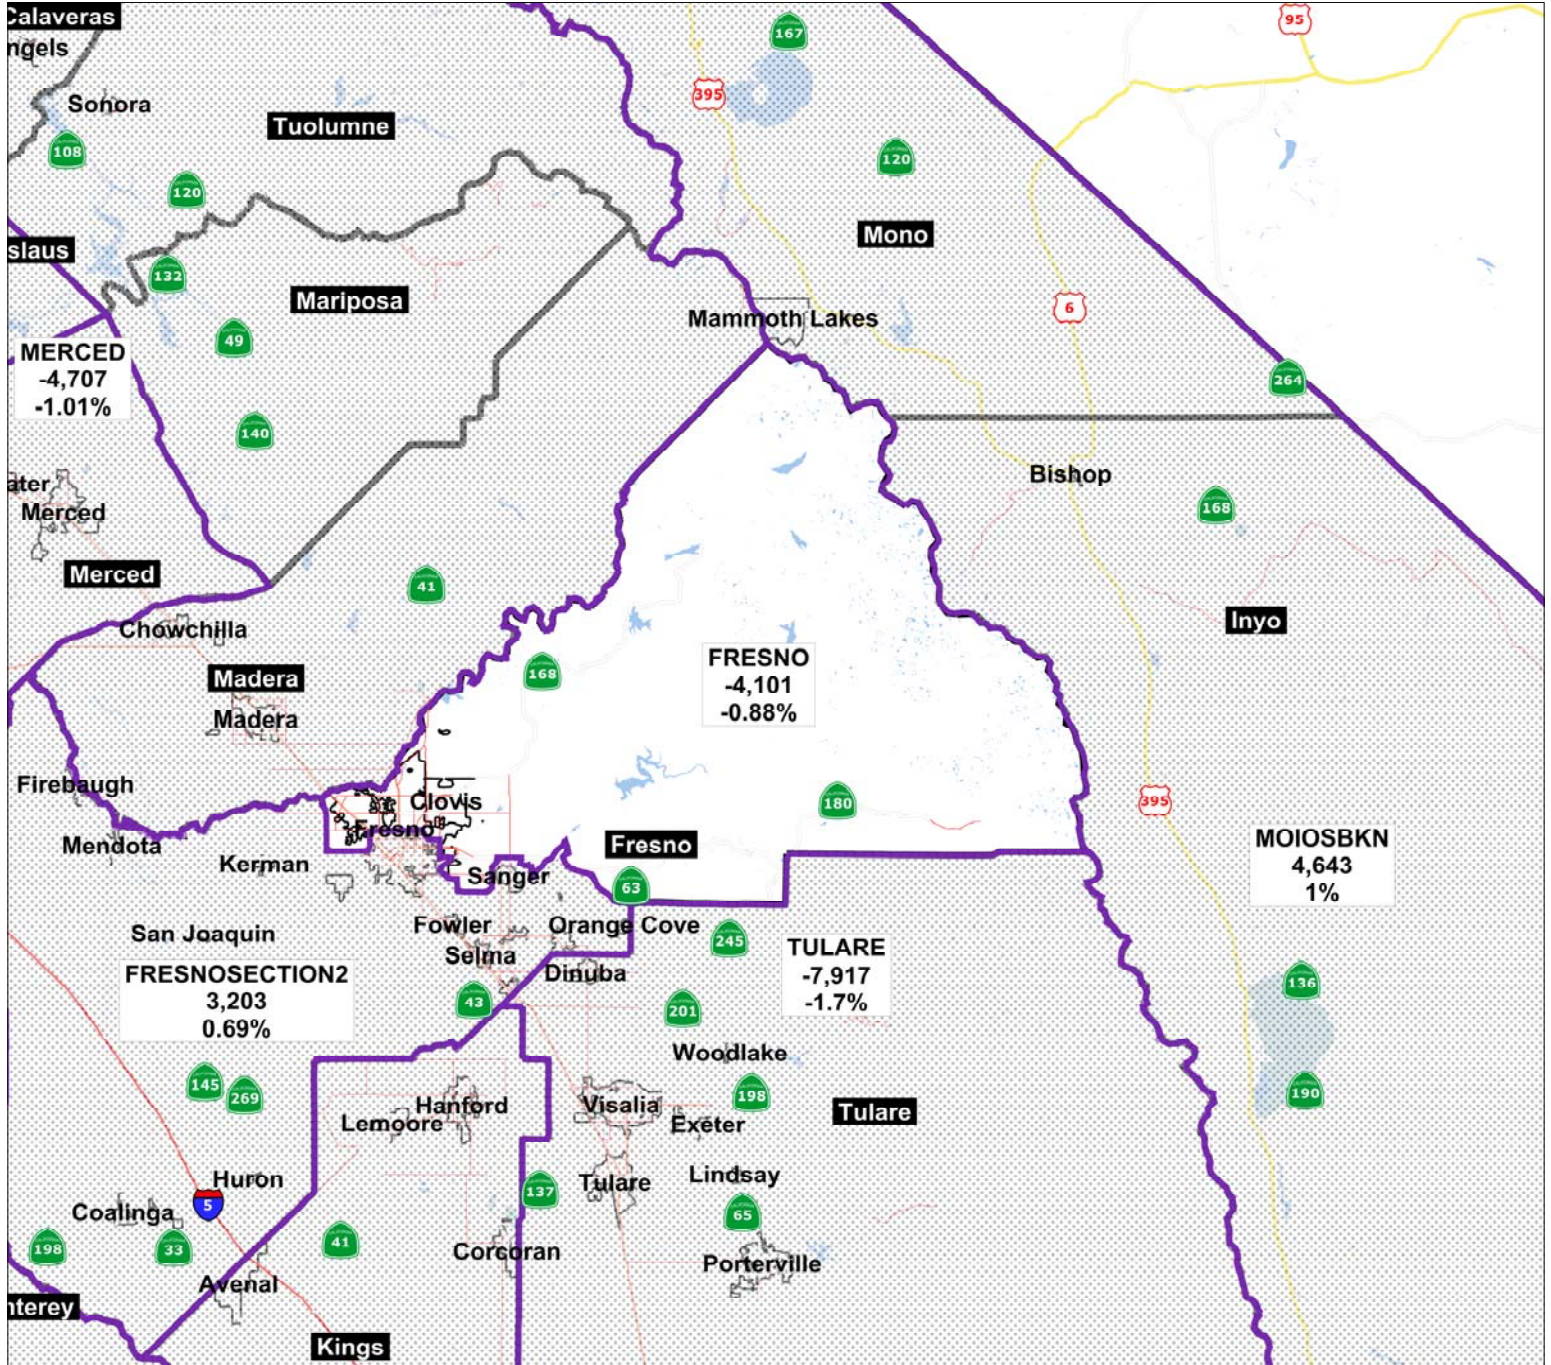 Calaveras
ngels
Sonora
108
Tuolumne
120
167
395
95
120
Mono
slaus
132
Mariposa
49
Mammoth Lakes
6
264
MERCED
-4,707
-1.01%
140
ater
Merced
Bishop
168
Merced
41
Chowchilla
Inyo
Madera
Madera
168
FRESNO
-4,101
-0.88%
Firebaugh
Clovis
Fresno
180
395
Mendota
Kerman
Fresno
Sanger
63
MOIOSBKN
4,643
1%
San Joaquin
Fowler
Orange Cove
245
Selma
Dinuba
FRESNOSECTION2
3,203
0.69%
TULARE
-7,917
-1.7%
136
43
201
Woodlake
145
269
Hanford
Lemoore
Visalia
198
Exeter
Tulare
190
Huron
5
137
Tulare
Lindsay
65
Coalinga
198
33
41
Corcoran
Porterville
Avenal
nterey
Kings